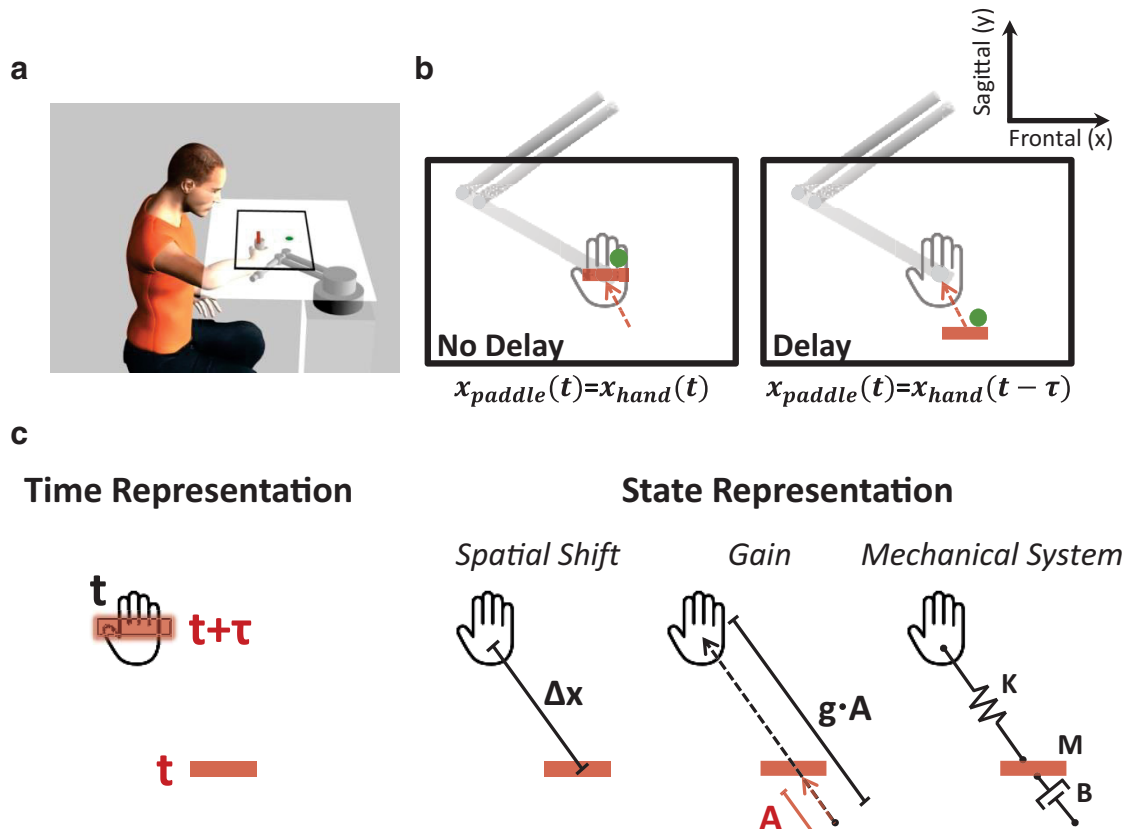 a
b
Sagittal (y)
Frontal (x)
No Delay
Delay
x_paddle(t)=x_hand(t)
x_paddle(t)=x_hand(t − τ)
c
Time Representation
State Representation
Spatial Shift
Gain
Mechanical System
t
t+τ
t
Δx
g·A
A
K
M
B